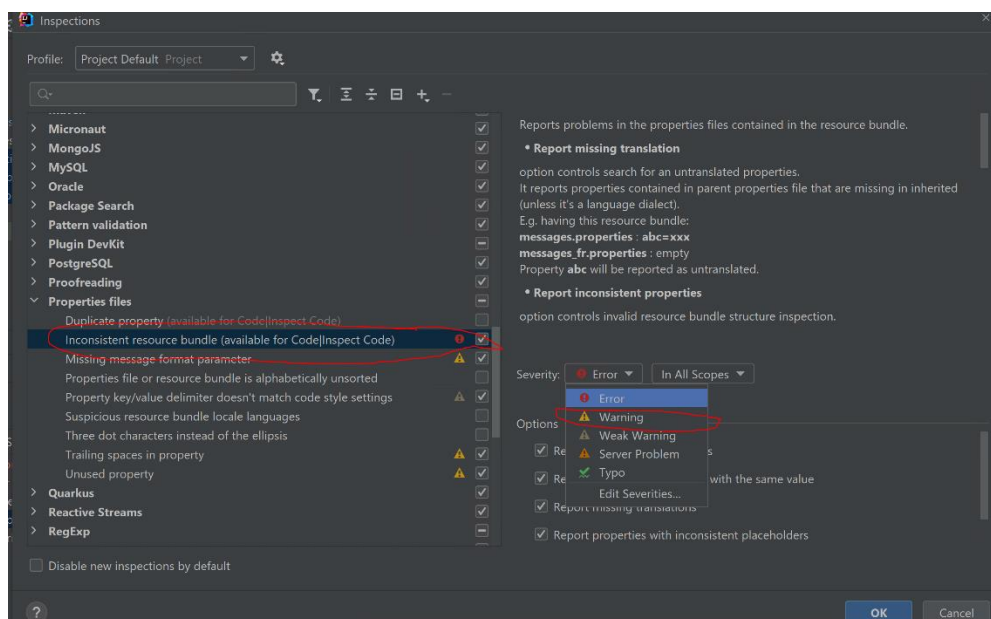 Inspections
Profile: Project Default Project
Micronaut
MongoJS
MySQL
Oracle
Package Search
Pattern validation
Plugin DevKit
PostgreSQL
Proofreading
Properties files
Duplicate property (available for Code|Inspect Code)
Inconsistent resource bundle (available for Code|Inspect Code)
Missing message format parameter
Properties file or resource bundle is alphabetically unsorted
Property key/value delimiter doesn't match code style settings
Suspicious resource bundle locale languages
Three dot characters instead of the ellipsis
Trailing spaces in property
Unused property
Quarkus
Reactive Streams
RegExp
Disable new inspections by default
Reports problems in the properties files contained in the resource bundle.
• Report missing translation
option controls search for an untranslated properties.
It reports properties contained in parent properties file that are missing in inherited
(unless it's a language dialect).
E.g. having this resource bundle:
messages.properties : abc=xxx
messages_fr.properties : empty
Property abc will be reported as untranslated.
• Report inconsistent properties
option controls invalid resource bundle structure inspection.
Severity: Error In All Scopes
Error
Warning
Options
Weak Warning
Server Problem
Typo
with the same value
Edit Severities...
Report missing translations
Report properties with inconsistent placeholders
?
OK Cancel